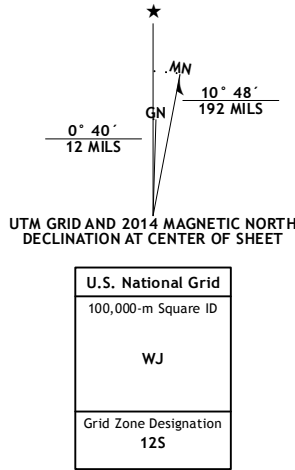 MN
GN
10° 48´
192 MILS
0° 40´
12 MILS
UTM GRID AND 2014 MAGNETIC NORTH
DECLINATION AT CENTER OF SHEET
U.S. National Grid
100,000-m Square ID
WJ
Grid Zone Designation
12S